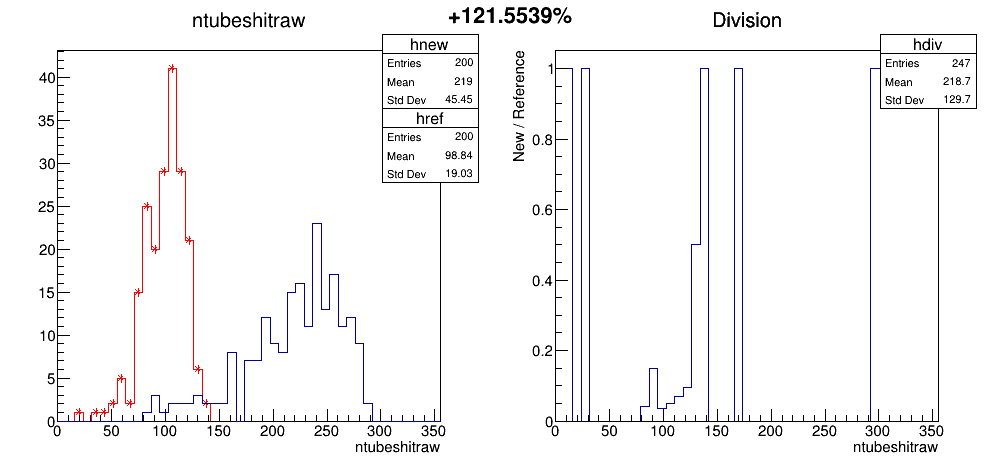 +121.5539%
ntubeshitraw
hnew
Entries 200
Mean 219
Std Dev 45.45
href
Entries 200
Mean 98.84
Std Dev 19.03
40
35
30
25
20
15
10
5
0
0 50 100 150 200 250 300 350
ntubeshitraw
Division
hdiv
Entries 247
Mean 218.7
Std Dev 129.7
New / Reference
1
0.8
0.6
0.4
0.2
0
0 50 100 150 200 250 300 350
ntubeshitraw